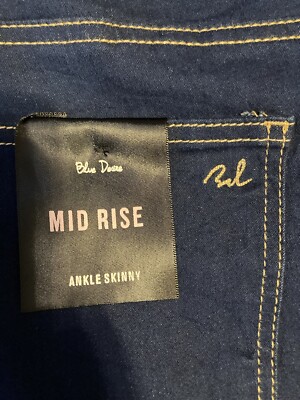 Blue Desire
MID RISE
ANKLE SKINNY